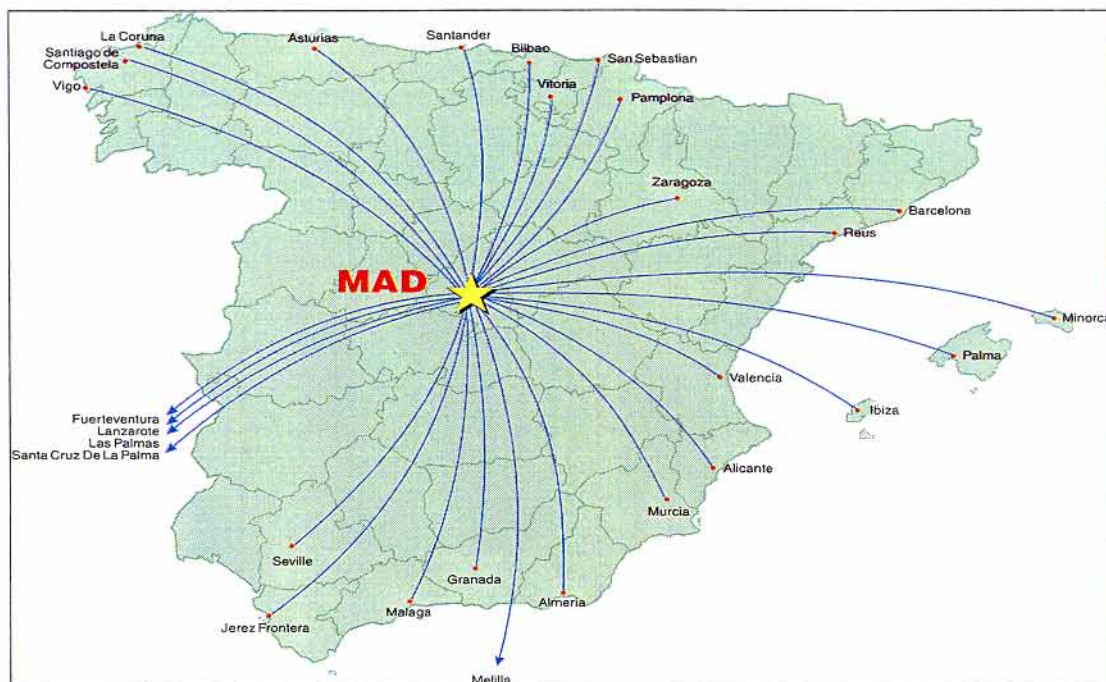 La Coruna
Santiago de
Compostela
Vigo
Asturias
Santander
Bilbao
San Sebastian
Vitoria
Pamplona
Zaragoza
Barcelona
Reus
MAD
Minorca
Palma
Valencia
Ibiza
Fuerteventura
Lanzarote
Las Palmas
Santa Cruz De La Palma
Alicante
Murcia
Seville
Granada
Almeria
Malaga
Jerez Frontera
Melilla